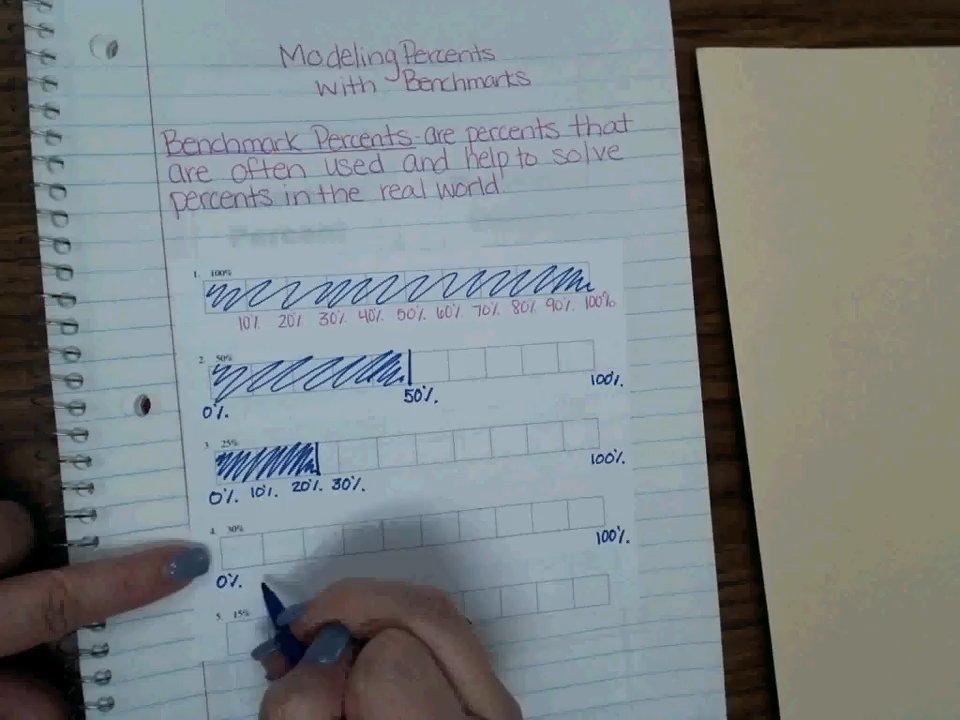 Modeling Percents
with Benchmarks
Benchmark Percents - are percents that
are often used and help to solve
percents in the real world.
1. 100%
10% 20% 30% 40% 50% 60% 70% 80% 90% 100%
2. 50%
0% 50% 100%
3. 25%
0% 10% 20% 30% 100%
4. 30%
0% 100%
5. 15%